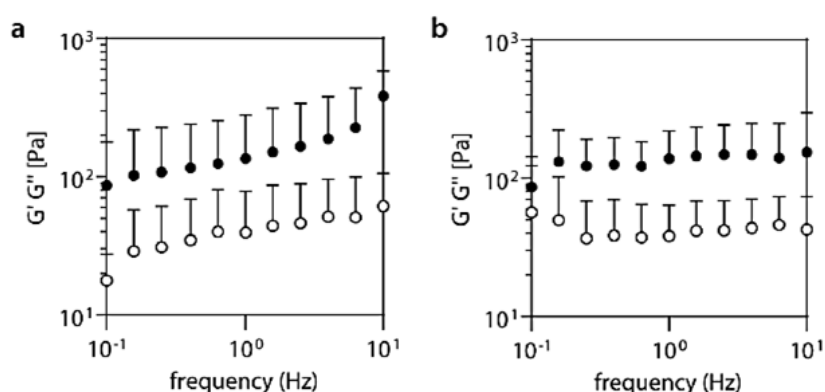 a
10³
10²
10¹
G' G" [Pa]
10⁻¹ 10⁰ 10¹
frequency (Hz)
b
10³
10²
10¹
G' G" [Pa]
10⁻¹ 10⁰ 10¹
frequency (Hz)